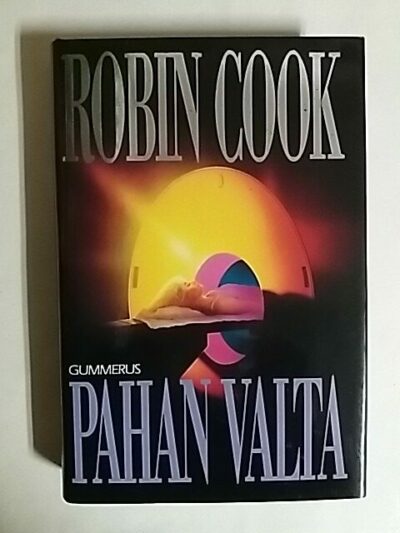 ROBIN COOK
GUMMERUS
PAHAN VALTA